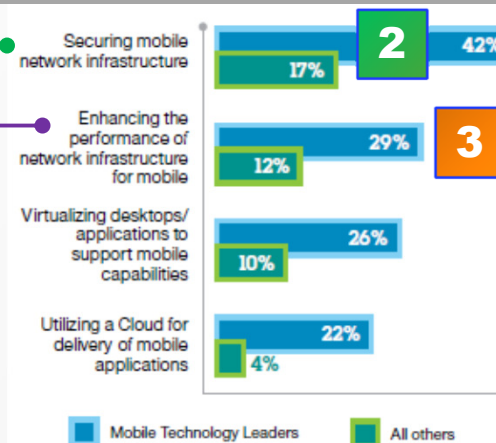 Securing mobile
network infrastructure
2
42%
17%
Enhancing the
performance of
network infrastructure
for mobile
29%
3
12%
Virtualizing desktops/
applications to
support mobile
capabilities
26%
10%
Utilizing a Cloud for
delivery of mobile
applications
22%
4%
Mobile Technology Leaders
All others